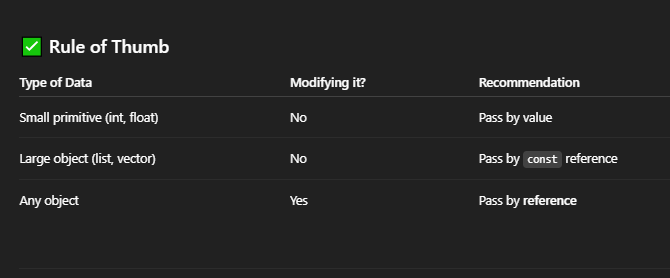 ✅ Rule of Thumb
Type of Data Modifying it? Recommendation
Small primitive (int, float) No Pass by value
Large object (list, vector) No Pass by const reference
Any object Yes Pass by reference